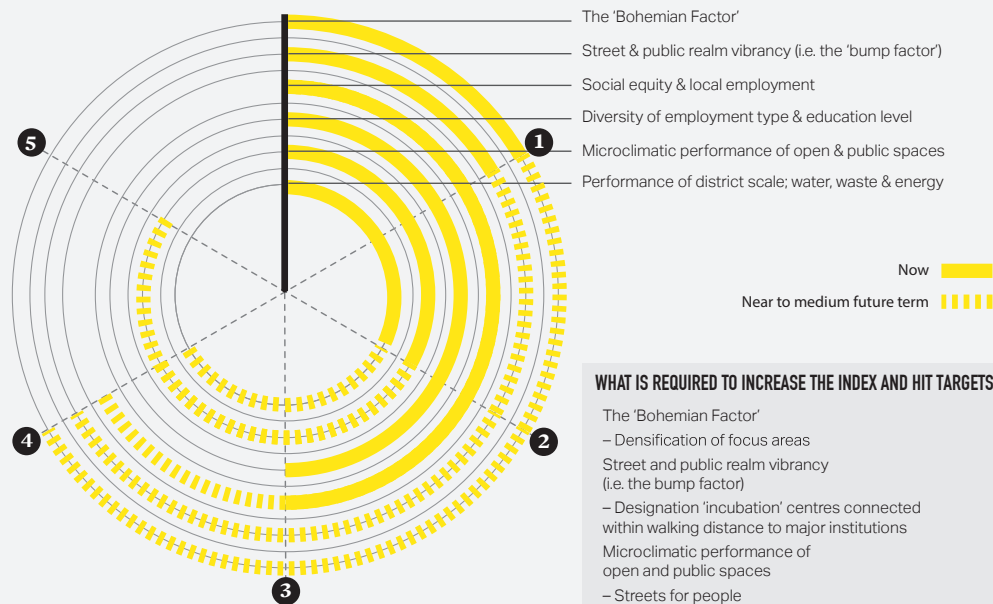 The ‘Bohemian Factor’
Street & public realm vibrancy (i.e. the ‘bump factor’)
Social equity & local employment
Diversity of employment type & education level
Microclimatic performance of open & public spaces
Performance of district scale; water, waste & energy
5
1
4
2
3
Now
Near to medium future term
WHAT IS REQUIRED TO INCREASE THE INDEX AND HIT TARGETS
The ‘Bohemian Factor’
– Densification of focus areas
Street and public realm vibrancy
(i.e. the bump factor)
– Designation ‘incubation’ centres connected
within walking distance to major institutions
Microclimatic performance of
open and public spaces
– Streets for people